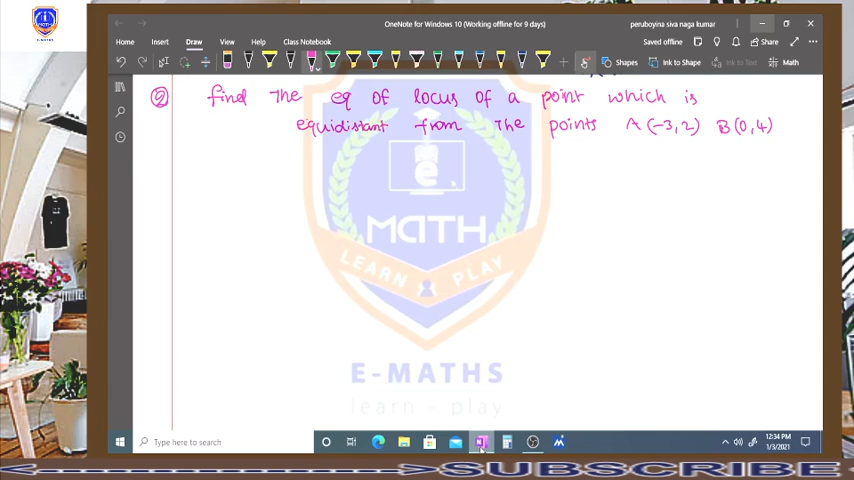 MATH
E-MATHS
OneNote for Windows 10 (Working offline for 9 days)
peruboyina siva naga kumar
Home Insert Draw View Help Class Notebook
Saved offline Share
Shapes Ink to Shape Ink to Text Math
② find the eq of locus of a point which is
equidistant from the points A(-3,2) B(0,4)
e
MATH
LEARN PLAY
E-MATHS
learn - play
Type here to search
12:34 PM
1/3/2021
SUBSCRIBE